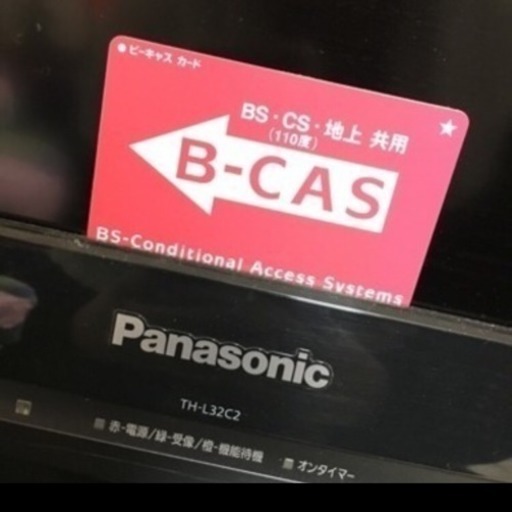 ●ビーキャス カード
BS・CS・地上 共用
(110度)
B-CAS
BS-Conditional Access Systems
Panasonic
TH-L32C2
赤-電源/緑-受像/橙-機能待機
オンタイマー